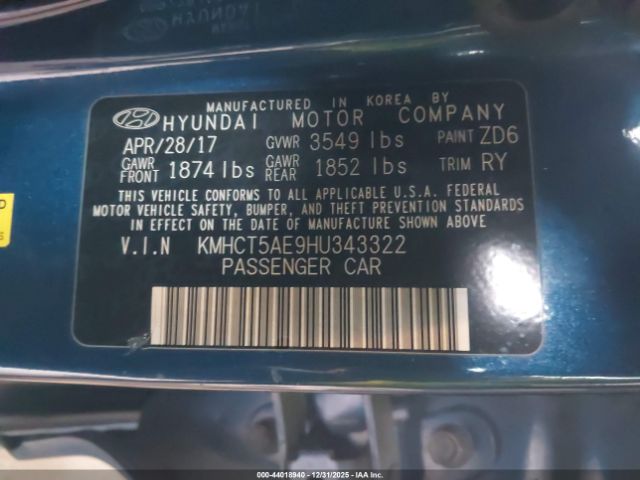 MANUFACTURED IN KOREA BY
HYUNDAI MOTOR COMPANY
APR/28/17 GVWR 3549 lbs PAINT ZD6
GAWR FRONT 1874 lbs GAWR REAR 1852 lbs TRIM RY
THIS VEHICLE CONFORMS TO ALL APPLICABLE U.S.A. FEDERAL
MOTOR VEHICLE SAFETY, BUMPER, AND THEFT PREVENTION STANDARDS
IN EFFECT ON THE DATE OF MANUFACTURE SHOWN ABOVE.
V.I.N KMHCT5AE9HU343322
PASSENGER CAR
000-44018940 - 12/31/2025 - IAA.com